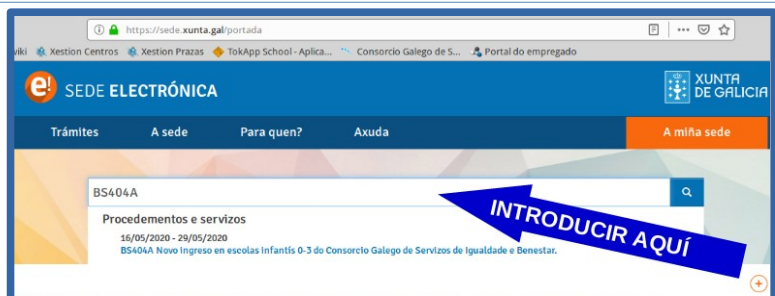 https://sede.xunta.gal/portada
viki Xestion Centros Xestion Prazas TokApp School - Aplica... Consorcio Galego de S... Portal do empregado
e! SEDE ELECTRÓNICA
XUNTA
DE GALICIA
Trámites A sede Para quen? Axuda A miña sede
BS404A
INTRODUCIR AQUÍ
Procedementos e servizos
16/05/2020 - 29/05/2020
BS404A Novo Ingreso en escolas infantís 0-3 do Consorcio Galego de Servizos de Igualdade e Benestar.